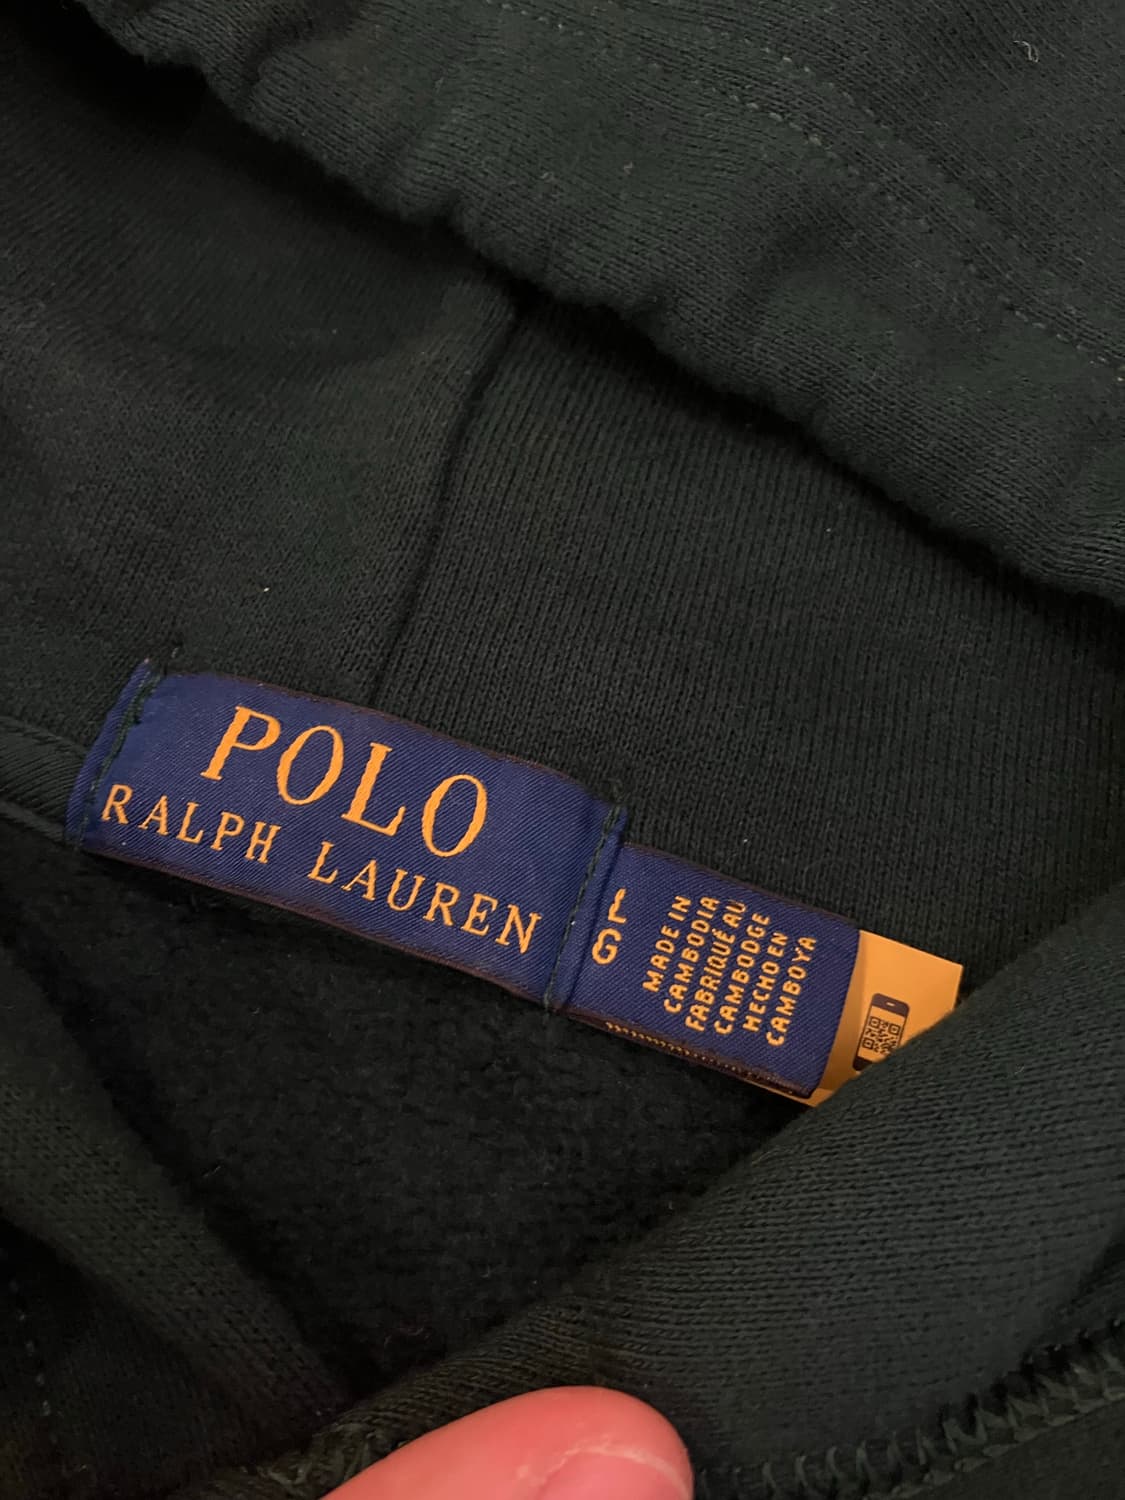 POLO
RALPH LAUREN
L
G
MADE IN
CAMBODIA
FABRIQUÉ AU
CAMBODGE
HECHO EN
CAMBOYA